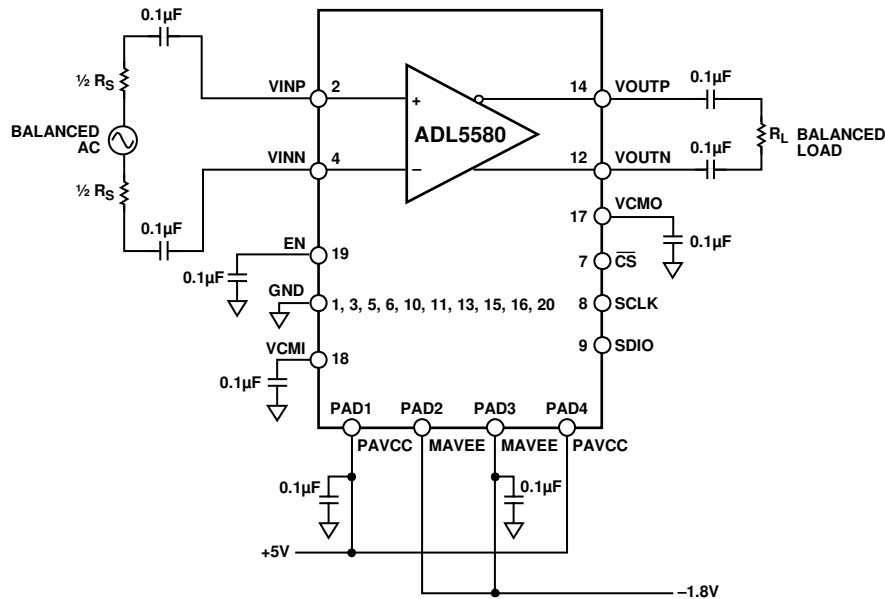 0.1µF
½ RS
BALANCED
AC
½ RS
0.1µF
VINP
2
+
VINN
4
–
ADL5580
14
VOUTP
12
VOUTN
0.1µF
0.1µF
RL BALANCED
LOAD
VCMO
17
0.1µF
7
CS
8
SCLK
9
SDIO
EN
19
0.1µF
GND
1, 3, 5, 6, 10, 11, 13, 15, 16, 20
VCMI
18
0.1µF
PAD1
PAD2
PAD3
PAD4
PAVCC
MAVEE
MAVEE
PAVCC
0.1µF
0.1µF
+5V
–1.8V